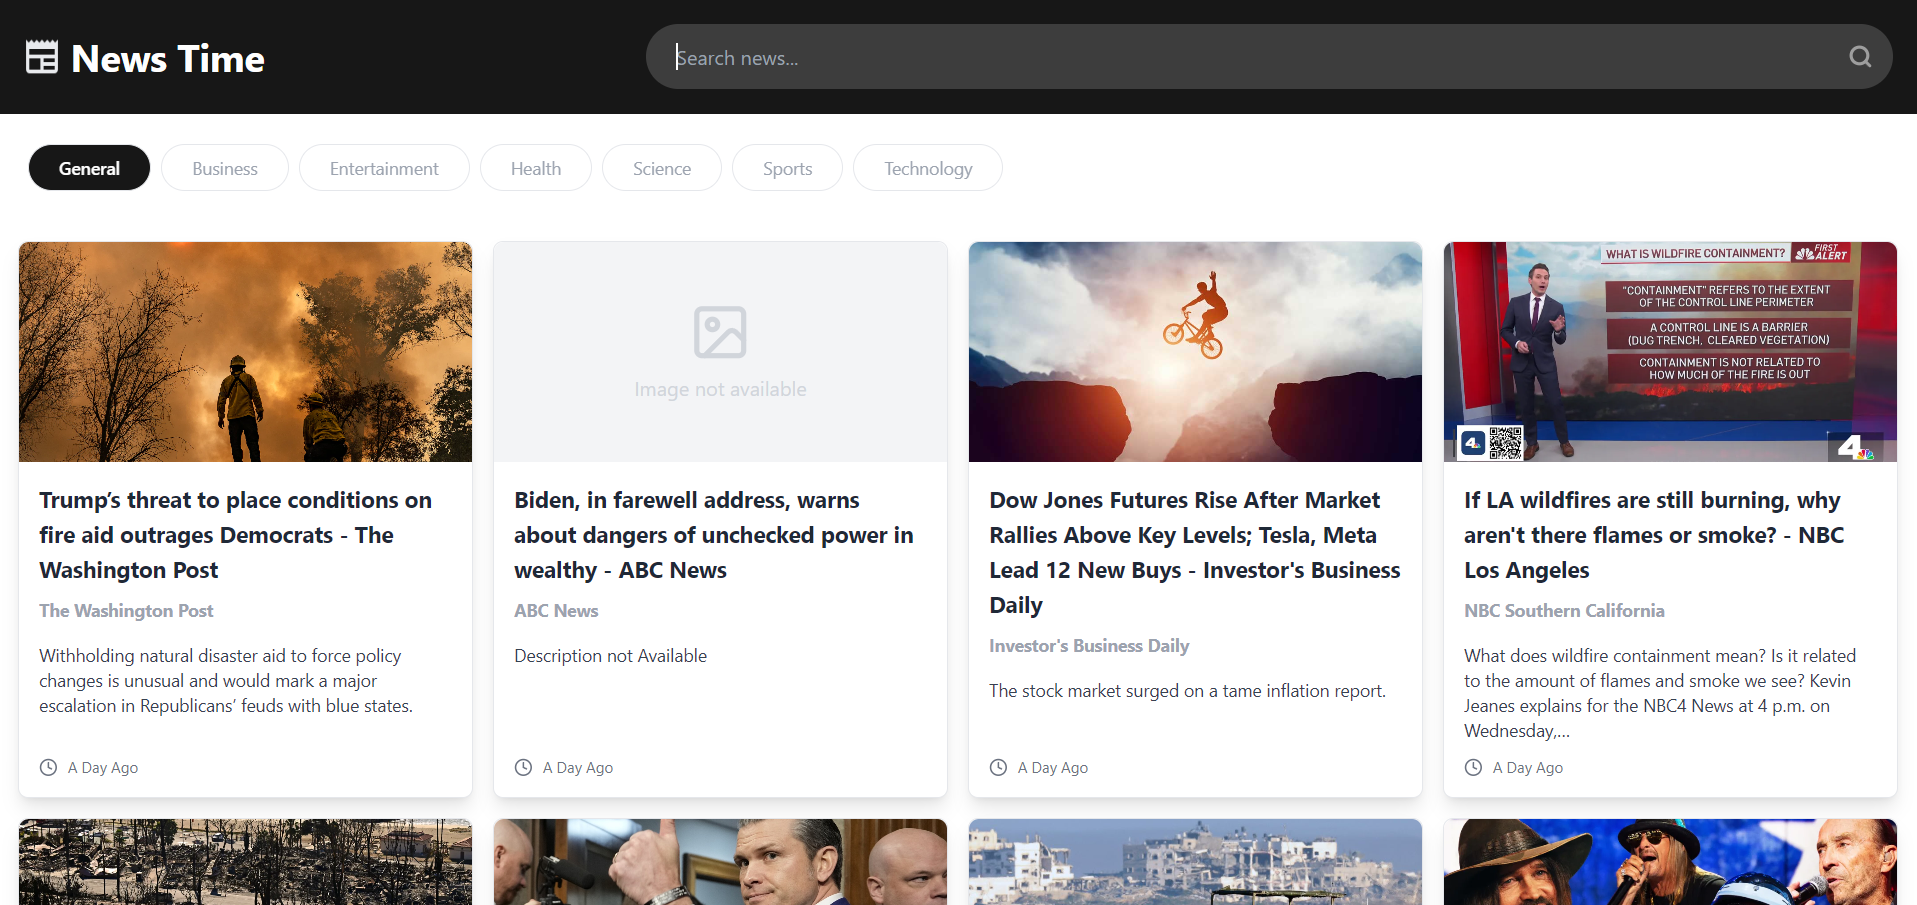 News Time
Search news...
General
Business
Entertainment
Health
Science
Sports
Technology
Image not available
WHAT IS WILDFIRE CONTAINMENT?
FIRST
ALERT
"CONTAINMENT" REFERS TO THE EXTENT
OF THE CONTROL LINE PERIMETER
A CONTROL LINE IS A BARRIER
(DUG TRENCH, CLEARED VEGETATION)
CONTAINMENT IS NOT RELATED TO
HOW MUCH OF THE FIRE IS OUT
4
4
Trump’s threat to place conditions on
fire aid outrages Democrats - The
Washington Post
The Washington Post
Withholding natural disaster aid to force policy
changes is unusual and would mark a major
escalation in Republicans’ feuds with blue states.
A Day Ago
Biden, in farewell address, warns
about dangers of unchecked power in
wealthy - ABC News
ABC News
Description not Available
A Day Ago
Dow Jones Futures Rise After Market
Rallies Above Key Levels; Tesla, Meta
Lead 12 New Buys - Investor's Business
Daily
Investor's Business Daily
The stock market surged on a tame inflation report.
A Day Ago
If LA wildfires are still burning, why
aren't there flames or smoke? - NBC
Los Angeles
NBC Southern California
What does wildfire containment mean? Is it related
to the amount of flames and smoke we see? Kevin
Jeanes explains for the NBC4 News at 4 p.m. on
Wednesday,...
A Day Ago